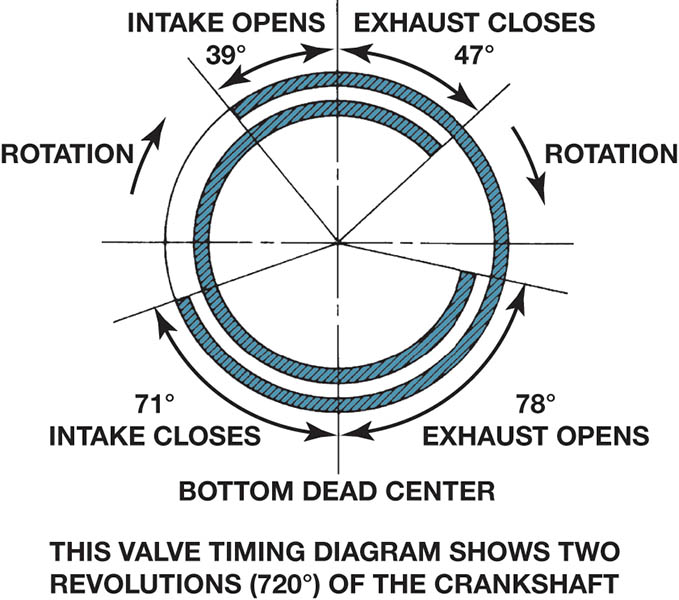 INTAKE OPENS
EXHAUST CLOSES
39°
47°
ROTATION
ROTATION
71°
78°
INTAKE CLOSES
EXHAUST OPENS
BOTTOM DEAD CENTER
THIS VALVE TIMING DIAGRAM SHOWS TWO
REVOLUTIONS (720°) OF THE CRANKSHAFT